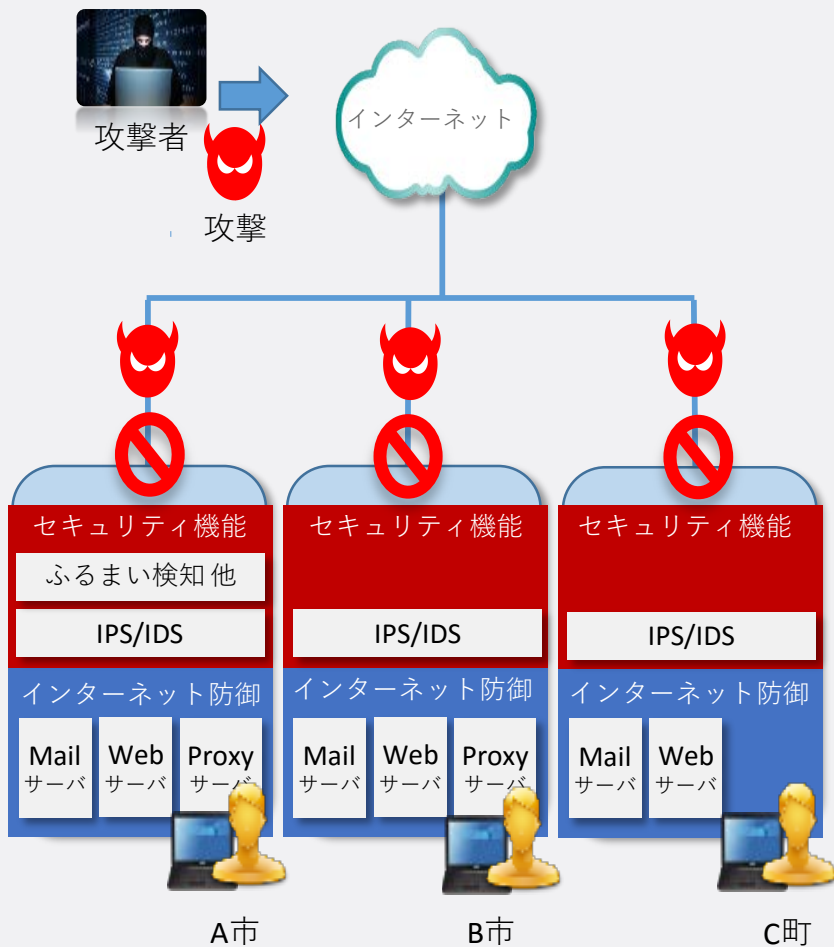 攻撃者
インターネット
攻撃
セキュリティ機能
ふるまい検知 他
IPS/IDS
インターネット防御
Mail
サーバ
Web
サーバ
Proxy
サーバ
A市
セキュリティ機能
IPS/IDS
インターネット防御
Mail
サーバ
Web
サーバ
Proxy
サーバ
B市
セキュリティ機能
IPS/IDS
インターネット防御
Mail
サーバ
Web
サーバ
C町